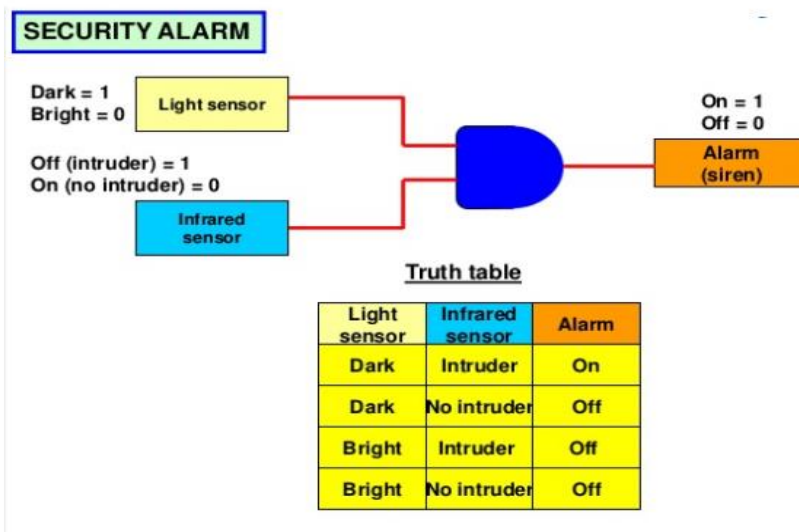 SECURITY ALARM
Dark = 1
Bright = 0
Light sensor
On = 1
Off = 0
Off (intruder) = 1
On (no intruder) = 0
Alarm
(siren)
Infrared
sensor
Truth table
Light sensor Infrared sensor Alarm
Dark Intruder On
Dark No intruder Off
Bright Intruder Off
Bright No intruder Off